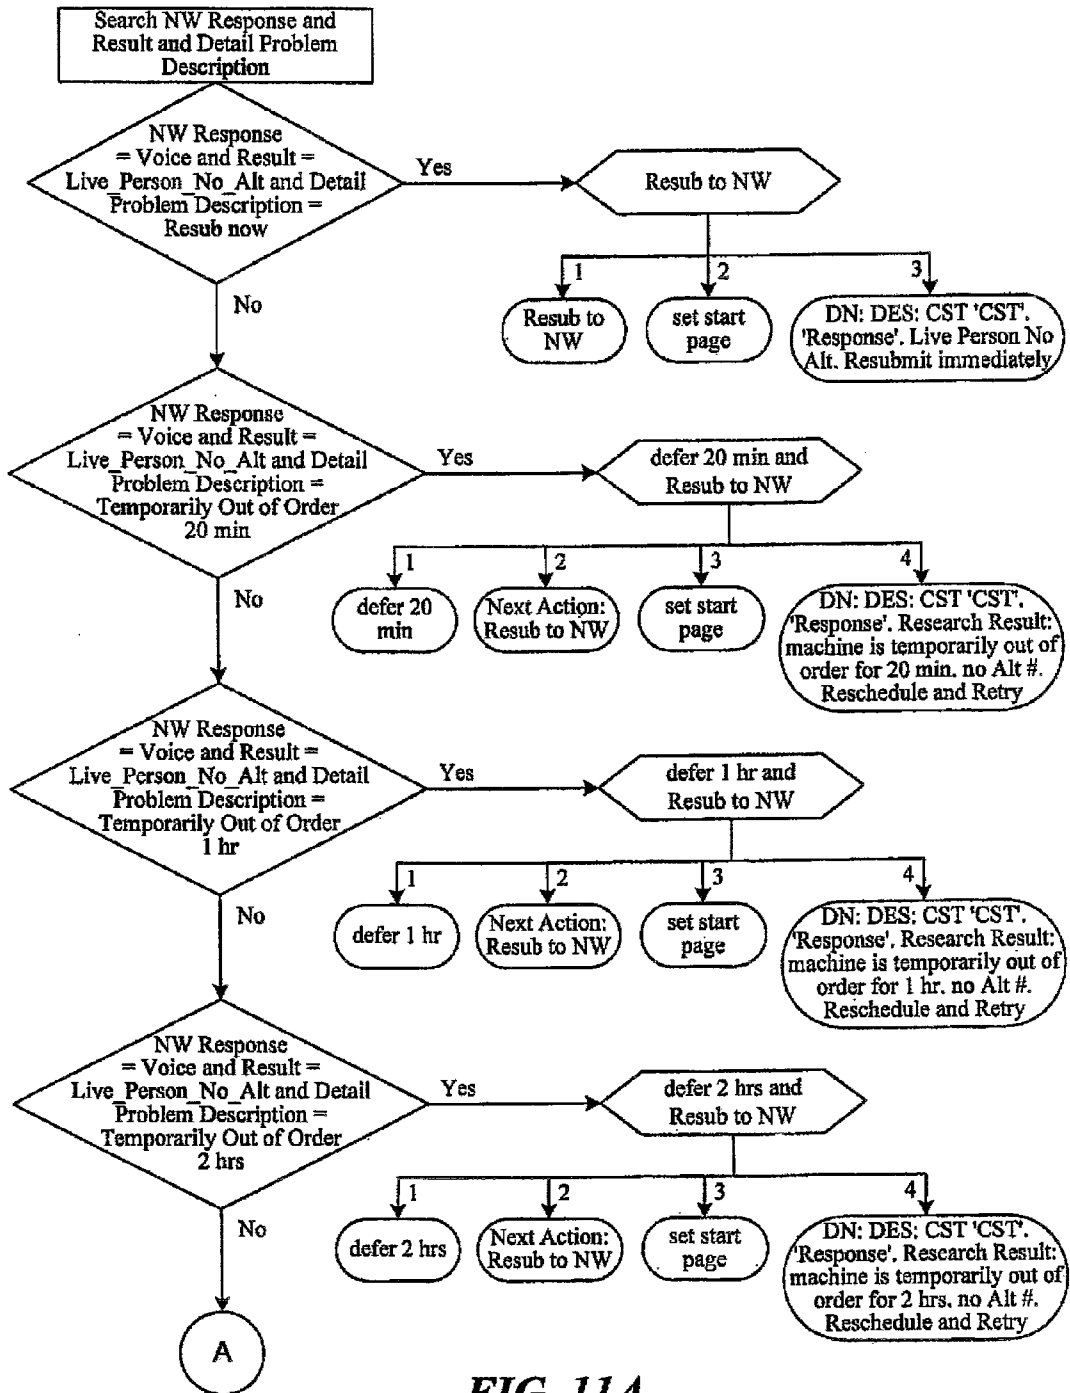 Search NW Response and
Result and Detail Problem
Description
NW Response
= Voice and Result =
Live_Person_No_Alt and Detail
Problem Description =
Resub now
Yes
Resub to NW
1
2
3
Resub to
NW
set start
page
DN: DES: CST 'CST'.
'Response'. Live Person No
Alt. Resubmit immediately
No
NW Response
= Voice and Result =
Live_Person_No_Alt and Detail
Problem Description =
Temporarily Out of Order
20 min
Yes
defer 20 min and
Resub to NW
1
2
3
4
defer 20
min
Next Action:
Resub to NW
set start
page
DN: DES: CST 'CST'.
'Response'. Research Result:
machine is temporarily out of
order for 20 min. no Alt #.
Reschedule and Retry
No
NW Response
= Voice and Result =
Live_Person_No_Alt and Detail
Problem Description =
Temporarily Out of Order
1 hr
Yes
defer 1 hr and
Resub to NW
1
2
3
4
defer 1 hr
Next Action:
Resub to NW
set start
page
DN: DES: CST 'CST'.
'Response'. Research Result:
machine is temporarily out of
order for 1 hr. no Alt #.
Reschedule and Retry
No
NW Response
= Voice and Result =
Live_Person_No_Alt and Detail
Problem Description =
Temporarily Out of Order
2 hrs
Yes
defer 2 hrs and
Resub to NW
1
2
3
4
defer 2 hrs
Next Action:
Resub to NW
set start
page
DN: DES: CST 'CST'.
'Response'. Research Result:
machine is temporarily out of
order for 2 hrs. no Alt #.
Reschedule and Retry
No
A
FIG. 11A